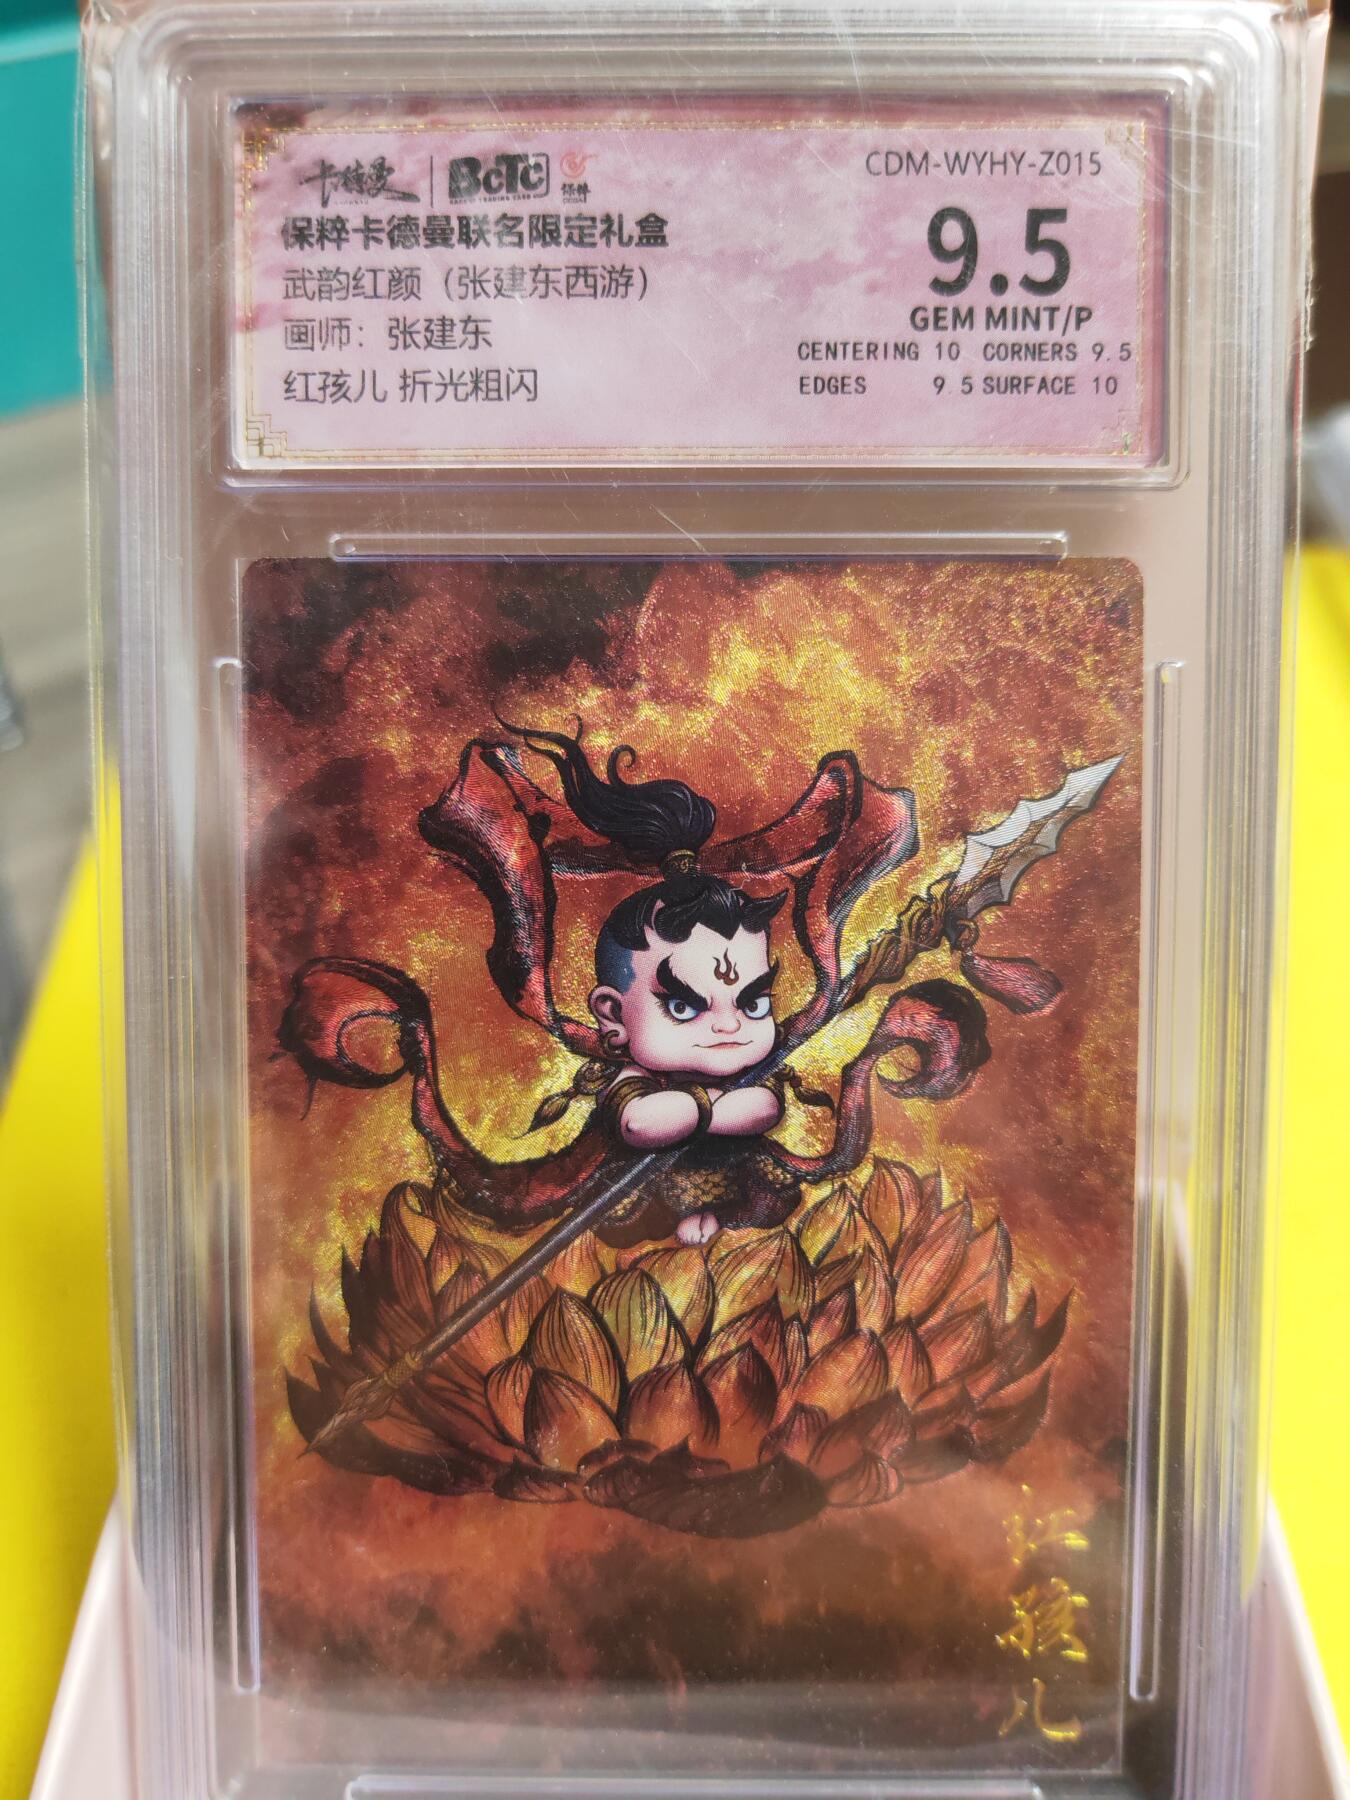 卡德曼 BCTC 保粹
CDM-WYHY-Z015
保粹卡德曼联名限定礼盒
武韵红颜（张建东西游）
画师：张建东
红孩儿 折光粗闪
9.5
GEM MINT/P
CENTERING 10 CORNERS 9.5
EDGES 9.5 SURFACE 10
红孩儿